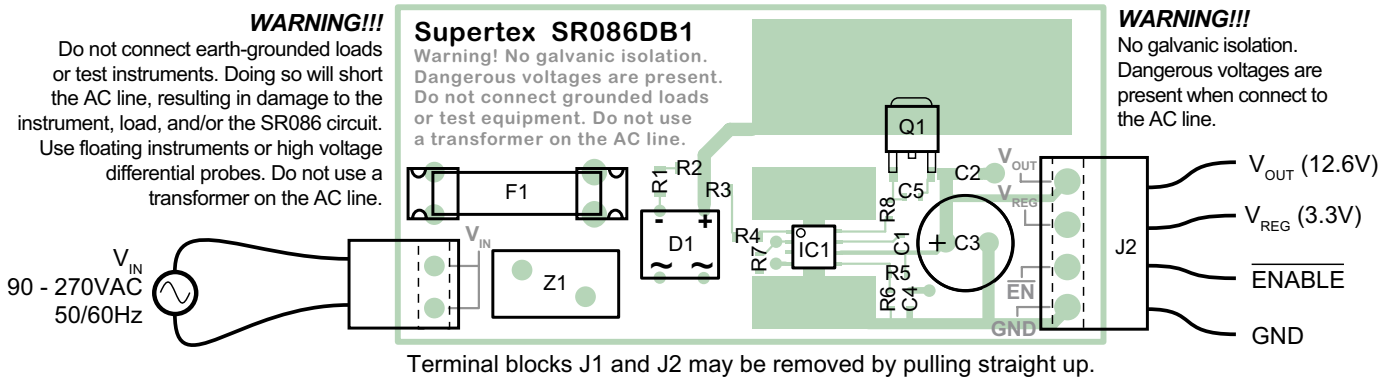 WARNING!!!
Do not connect earth-grounded loads
or test instruments. Doing so will short
the AC line, resulting in damage to the
instrument, load, and/or the SR086 circuit.
Use floating instruments or high voltage
differential probes. Do not use a
transformer on the AC line.
VIN
90 - 270VAC
50/60Hz
Supertex SR086DB1
Warning! No galvanic isolation.
Dangerous voltages are present.
Do not connect grounded loads
or test equipment. Do not use
a transformer on the AC line.
F1
R1
R2
R3
VIN
Z1
- +
D1
~ ~
R4
R7
IC1
Q1
R8
C5
C2
C1
+ C3
R5
R6
C4
VOUT
VREG
EN
GND
J2
WARNING!!!
No galvanic isolation.
Dangerous voltages are
present when connect to
the AC line.
VOUT (12.6V)
VREG (3.3V)
ENABLE
GND
Terminal blocks J1 and J2 may be removed by pulling straight up.